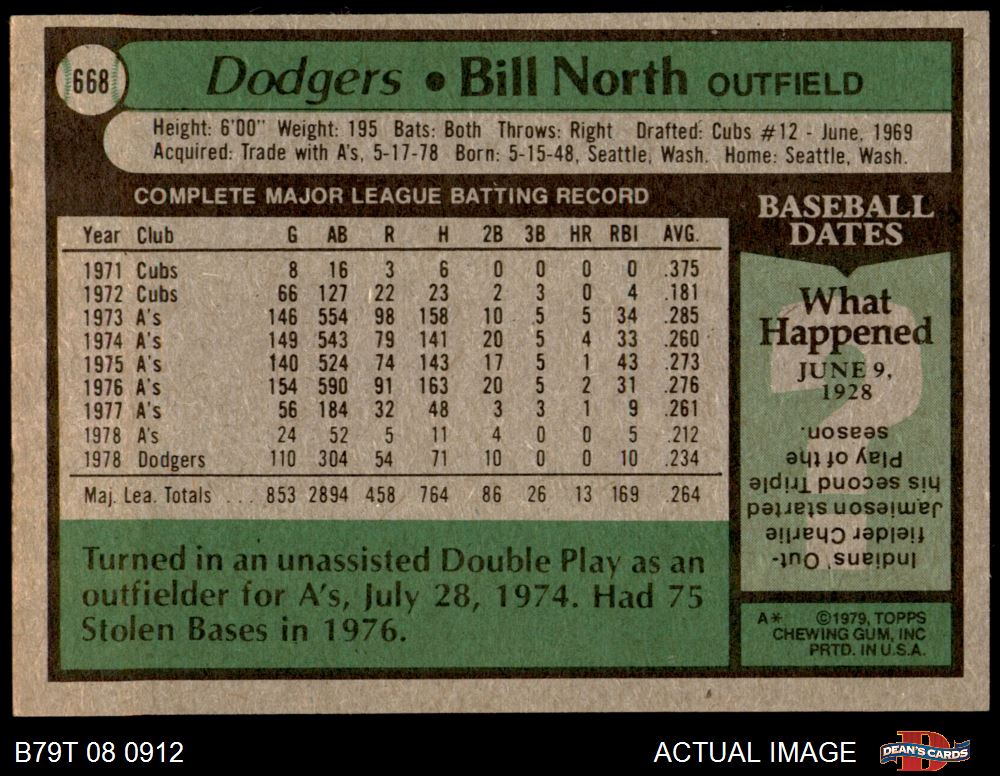 668
Dodgers • Bill North OUTFIELD
Height: 6'00" Weight: 195 Bats: Both Throws: Right Drafted: Cubs #12 - June, 1969
Acquired: Trade with A's, 5-17-78 Born: 5-15-48, Seattle, Wash. Home: Seattle, Wash.
COMPLETE MAJOR LEAGUE BATTING RECORD
Year Club G AB R H 2B 3B HR RBI AVG.
1971 Cubs 8 16 3 6 0 0 0 0 .375
1972 Cubs 66 127 22 23 2 3 0 4 .181
1973 A's 146 554 98 158 10 5 5 34 .285
1974 A's 149 543 79 141 20 5 4 33 .260
1975 A's 140 524 74 143 17 5 1 43 .273
1976 A's 154 590 91 163 20 5 2 31 .276
1977 A's 56 184 32 48 3 3 1 9 .261
1978 A's 24 52 5 11 4 0 0 5 .212
1978 Dodgers 110 304 54 71 10 0 0 10 .234
Maj. Lea. Totals ... 853 2894 458 764 86 26 13 169 .264
Turned in an unassisted Double Play as an
outfielder for A's, July 28, 1974. Had 75
Stolen Bases in 1976.
BASEBALL
DATES
What
Happened
JUNE 9,
1928
Indians' Out-
fielder Charlie
Jamieson started
his second Triple
Play of the
season.
A* ©1979, TOPPS
CHEWING GUM, INC
PRTD. IN U.S.A.
B79T 08 0912
ACTUAL IMAGE
DEAN'S CARDS